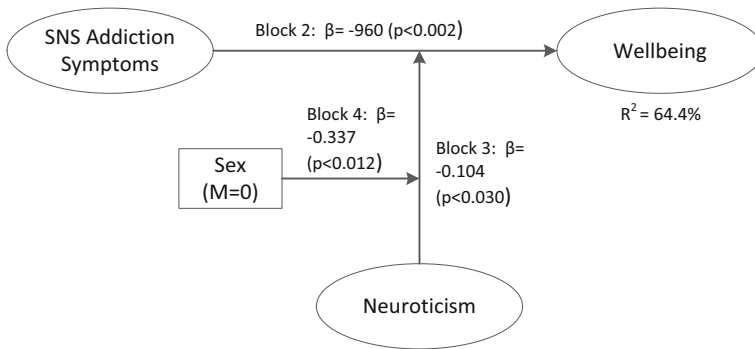 SNS Addiction
Symptoms
Block 2: β= -960 (p<0.002)
Wellbeing
R² = 64.4%
Block 4: β=
-0.337
(p<0.012)
Sex
(M=0)
Block 3: β=
-0.104
(p<0.030)
Neuroticism